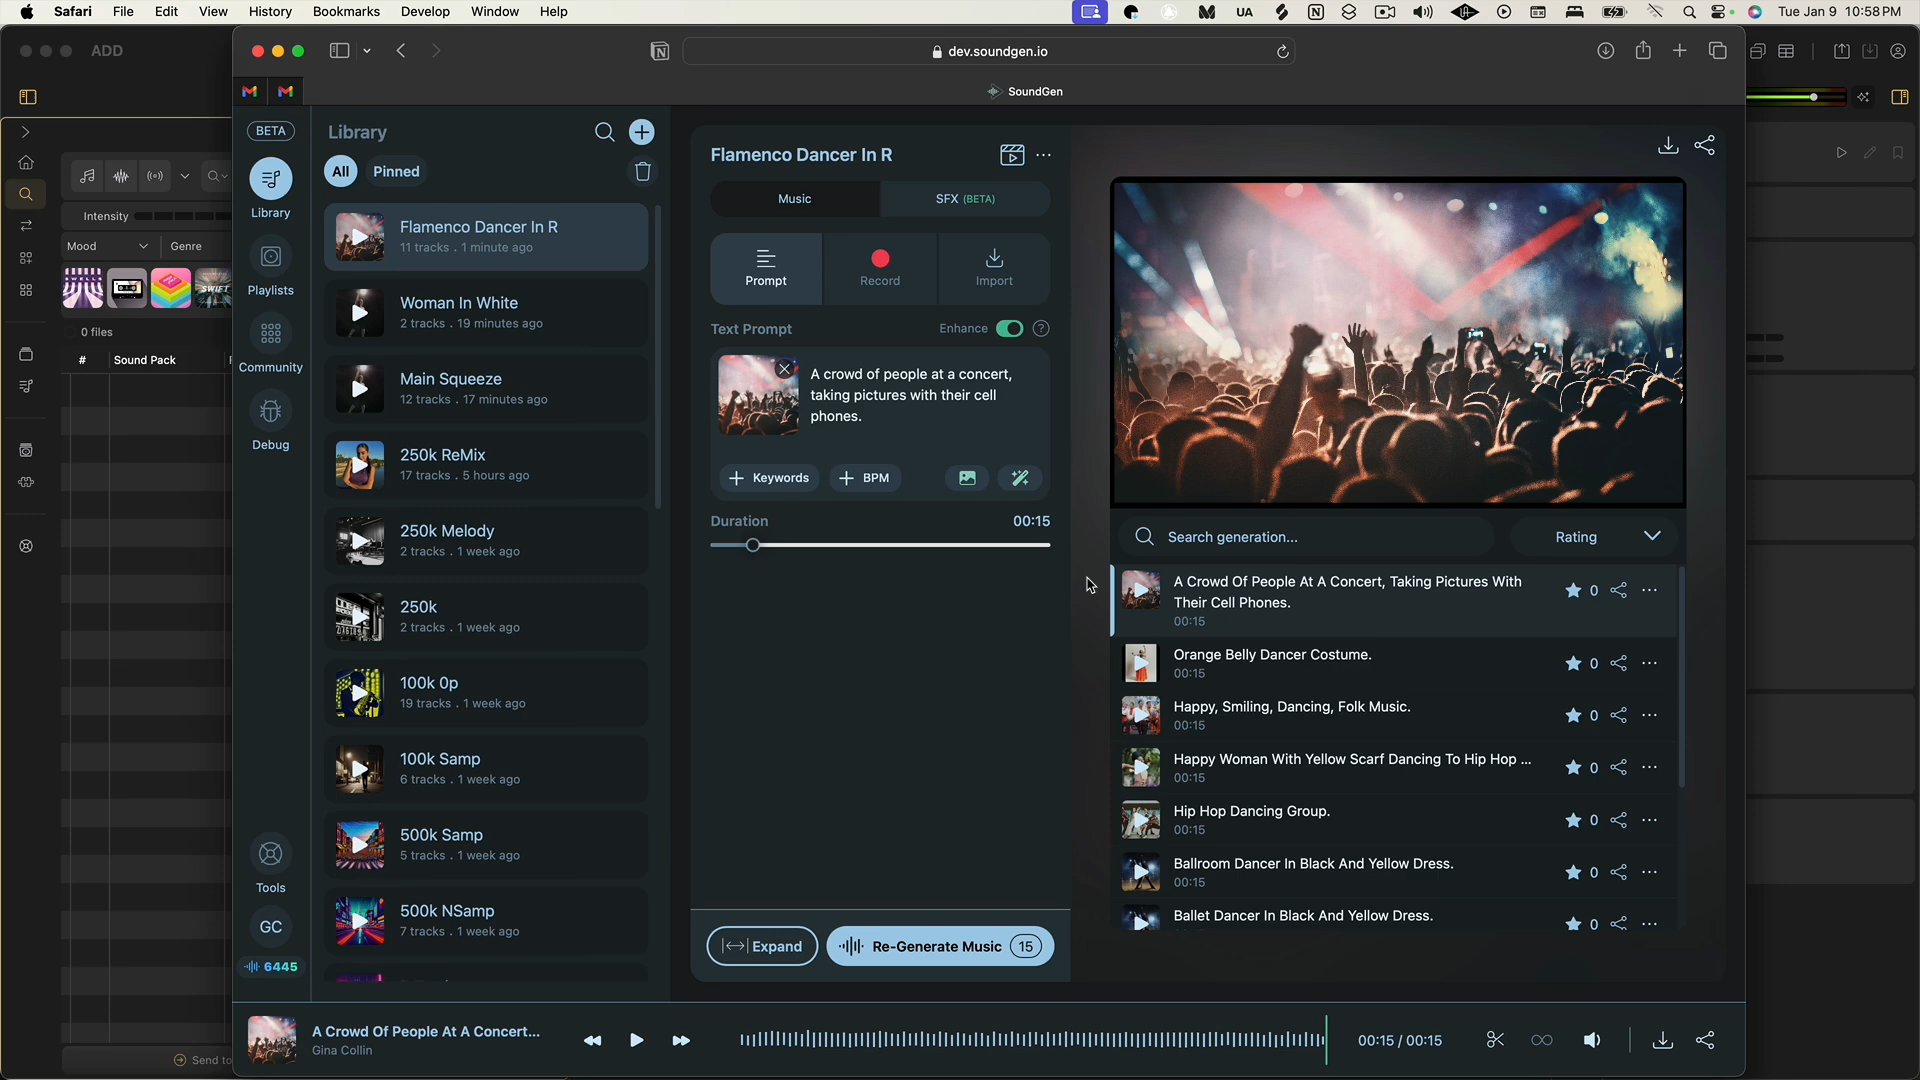 Safari File Edit View History Bookmarks Develop Window Help
UA
Tue Jan 9 10:58 PM
ADD
dev.soundgen.io
SoundGen
Intensity
Mood
Genre
0 files
#
Sound Pack
Send to
BETA
Library
Playlists
Community
Debug
Tools
GC
6445
Library
All
Pinned
Flamenco Dancer In R
11 tracks . 1 minute ago
Woman In White
2 tracks . 19 minutes ago
Main Squeeze
12 tracks . 17 minutes ago
250k ReMix
17 tracks . 5 hours ago
250k Melody
2 tracks . 1 week ago
250k
2 tracks . 1 week ago
100k 0p
19 tracks . 1 week ago
100k Samp
6 tracks . 1 week ago
500k Samp
5 tracks . 1 week ago
500k NSamp
7 tracks . 1 week ago
Flamenco Dancer In R
Music
SFX (BETA)
Prompt
Record
Import
Text Prompt
Enhance
?
A crowd of people at a concert,
taking pictures with their cell
phones.
Keywords
BPM
Duration
00:15
Expand
Re-Generate Music 15
Search generation...
Rating
A Crowd Of People At A Concert, Taking Pictures With
Their Cell Phones.
00:15
0
Orange Belly Dancer Costume.
00:15
0
Happy, Smiling, Dancing, Folk Music.
00:15
0
Happy Woman With Yellow Scarf Dancing To Hip Hop ...
00:15
0
Hip Hop Dancing Group.
00:15
0
Ballroom Dancer In Black And Yellow Dress.
00:15
0
Ballet Dancer In Black And Yellow Dress.
0
A Crowd Of People At A Concert...
Gina Collin
00:15 / 00:15